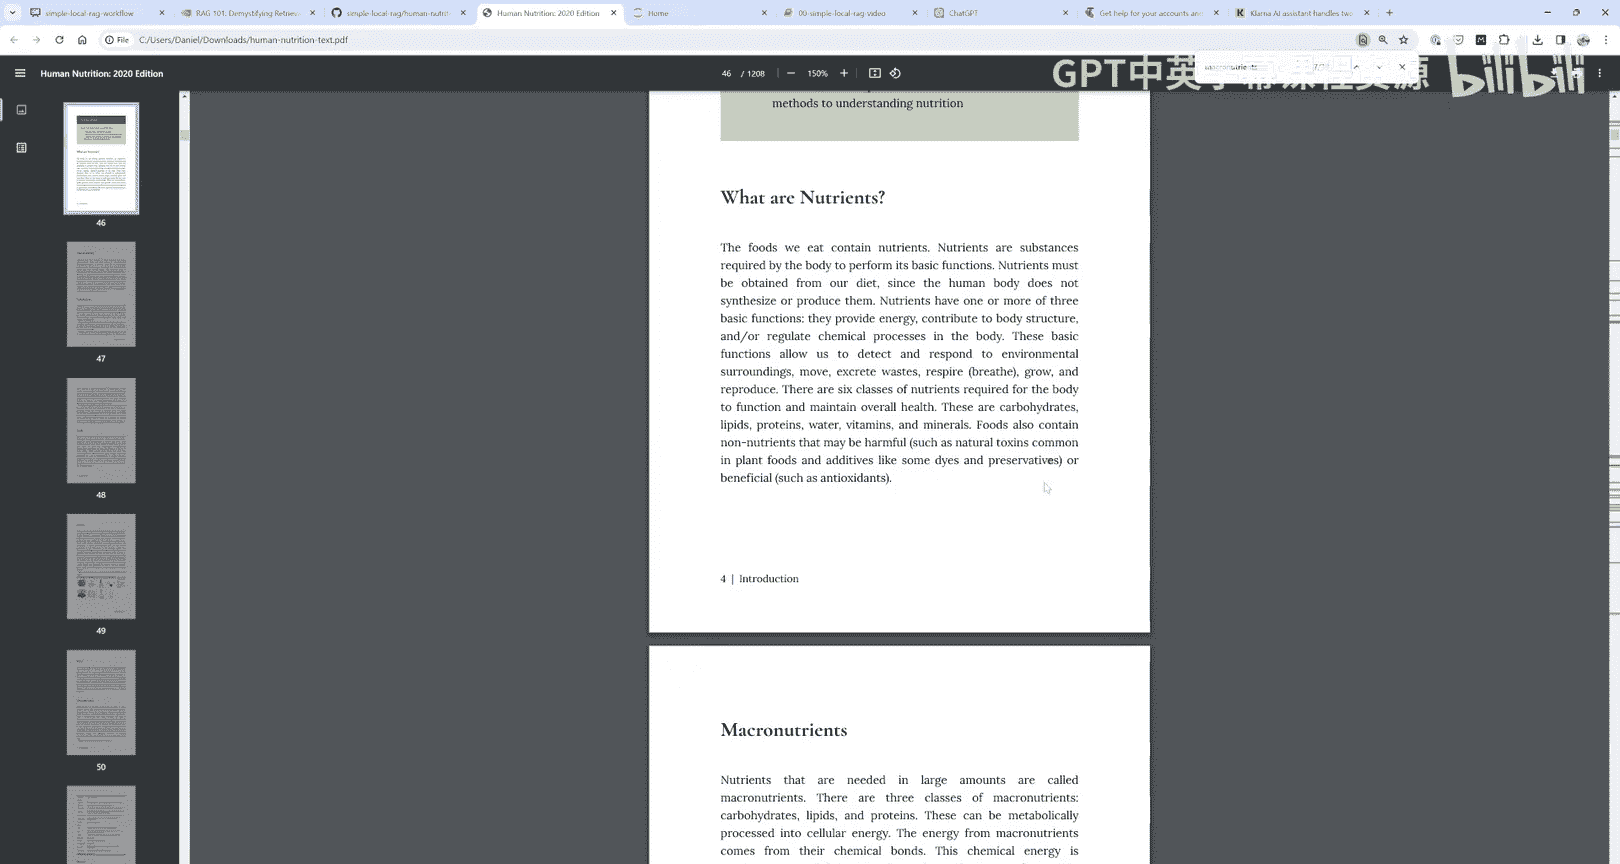 simple-local-rag-workflow
RAG 101: Demystifying Retrieva
simple-local-rag/human-nutrit
Human Nutrition: 2020 Edition
Home
00-simple-local-rag-video
ChatGPT
Get help for your accounts and
Klarna AI assistant handles two
File
C:/Users/Daniel/Downloads/human-nutrition-text.pdf
Human Nutrition: 2020 Edition
46 / 1208
150%
macronutrients
46
47
48
49
50
methods to understanding nutrition
What are Nutrients?
The foods we eat contain nutrients. Nutrients are substances
required by the body to perform its basic functions. Nutrients must
be obtained from our diet, since the human body does not
synthesize or produce them. Nutrients have one or more of three
basic functions: they provide energy, contribute to body structure,
and/or regulate chemical processes in the body. These basic
functions allow us to detect and respond to environmental
surroundings, move, excrete wastes, respire (breathe), grow, and
reproduce. There are six classes of nutrients required for the body
to function and maintain overall health. These are carbohydrates,
lipids, proteins, water, vitamins, and minerals. Foods also contain
non-nutrients that may be harmful (such as natural toxins common
in plant foods and additives like some dyes and preservatives) or
beneficial (such as antioxidants).
4 | Introduction
Macronutrients
Nutrients that are needed in large amounts are called
macronutrients. There are three classes of macronutrients:
carbohydrates, lipids, and proteins. These can be metabolically
processed into cellular energy. The energy from macronutrients
comes from their chemical bonds. This chemical energy is
GPT中英字幕课程资源
bilibili